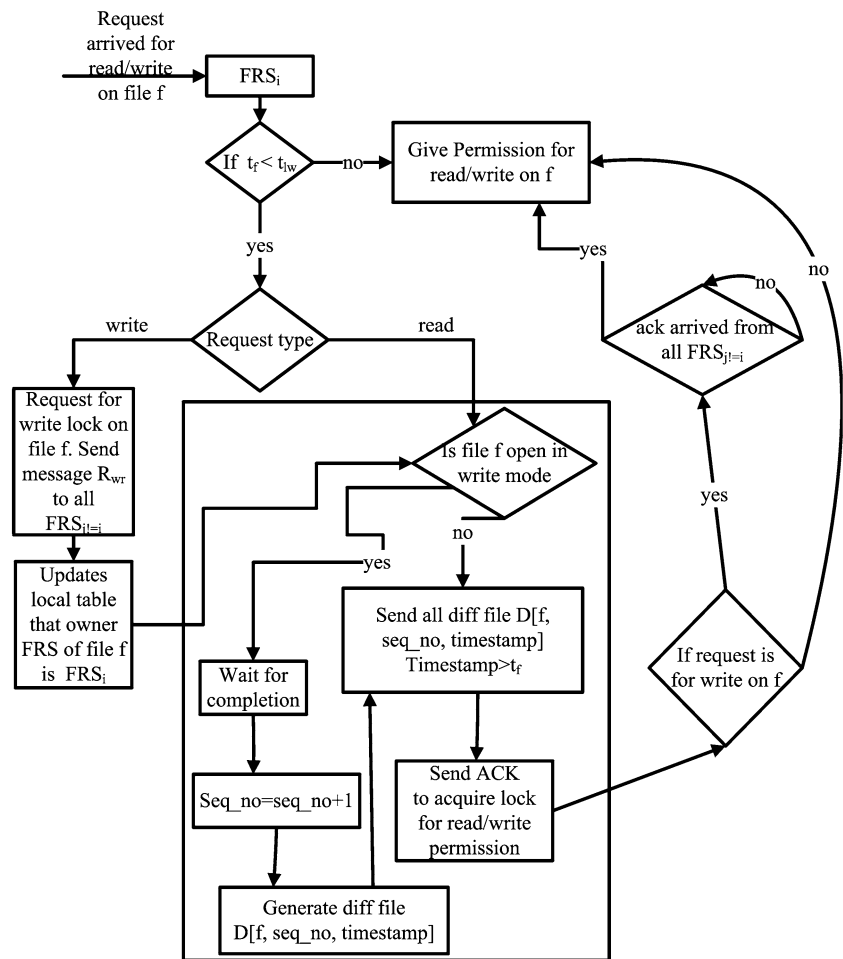 Request
arrived for
read/write
on file f
FRSi
If tf< tlw
no
Give Permission for
read/write on f
yes
Request type
write
read
yes
no
no
ack arrived from
all FRSj!=i
Request for
write lock on
file f. Send
message Rwr
to all
FRSj!=i
Is file f open in
write mode
yes
no
yes
Updates
local table
that owner
FRS of file f
is FRSi
Send all diff file D[f,
seq_no, timestamp]
Timestamp>tf
If request is
for write on f
Wait for
completion
Seq_no=seq_no+1
Send ACK
to acquire lock
for read/write
permission
Generate diff file
D[f, seq_no, timestamp]